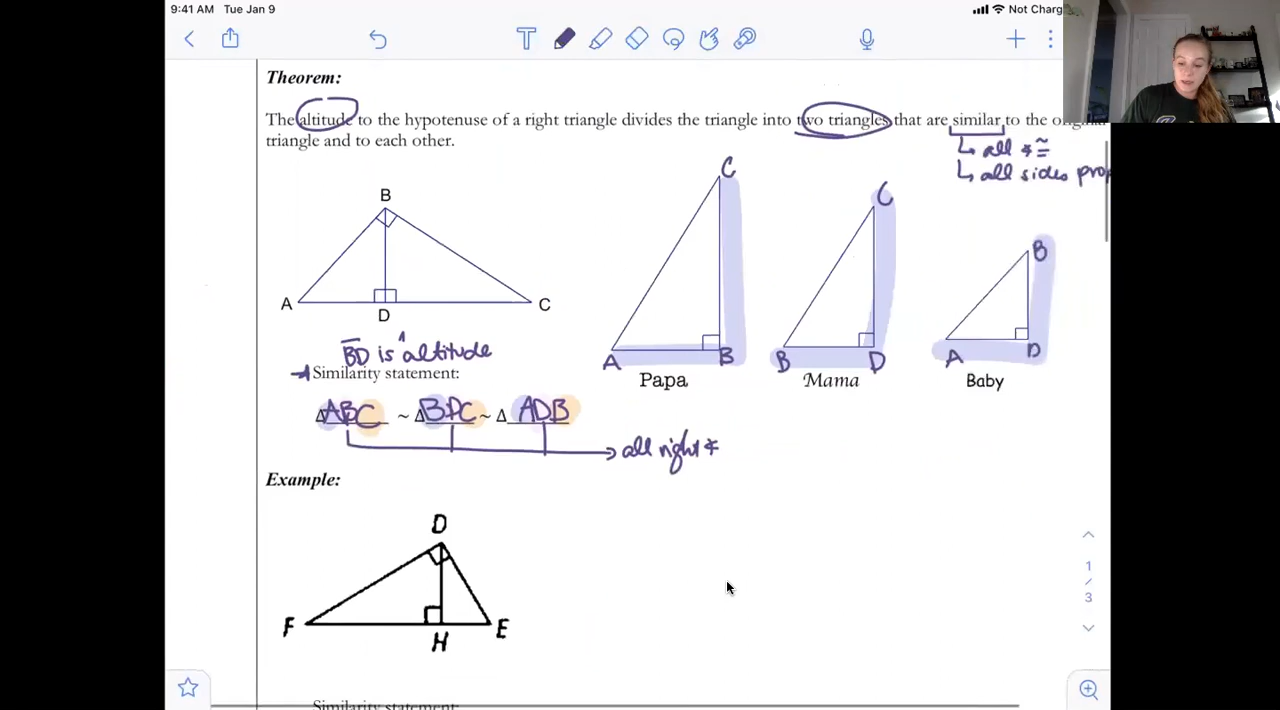 9:41 AM Tue Jan 9
Not Charg
Theorem:
The altitude to the hypotenuse of a right triangle divides the triangle into two triangles that are similar to the
triangle and to each other.
↳ all ∡ ≅
↳ all sides prop
B
A
D
C
C
A
B
Papa
C
B
D
Mama
B
A
D
Baby
BD is ^ altitude
Similarity statement:
△ABC ~ △BDC ~ △ ADB
→ all right ∡
Example:
D
F
H
E
1
/
3
Similarity statement: